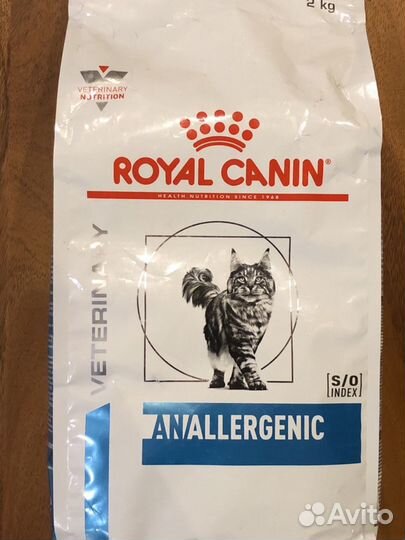 2 kg
VETERINARY
NUTRITION
ROYAL CANIN®
HEALTH NUTRITION SINCE 1968
VETERINARY
S/O
INDEX
ANALLERGENIC
Avito